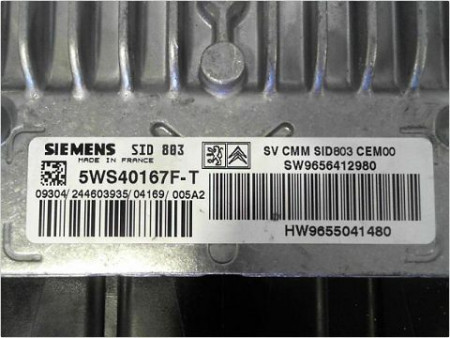 SIEMENS SID 803
MADE IN FRANCE
5WS40167F-T
09304/244603935/04169/005A2
SV CMM SID803 CEM00
SW9656412980
HW9655041480